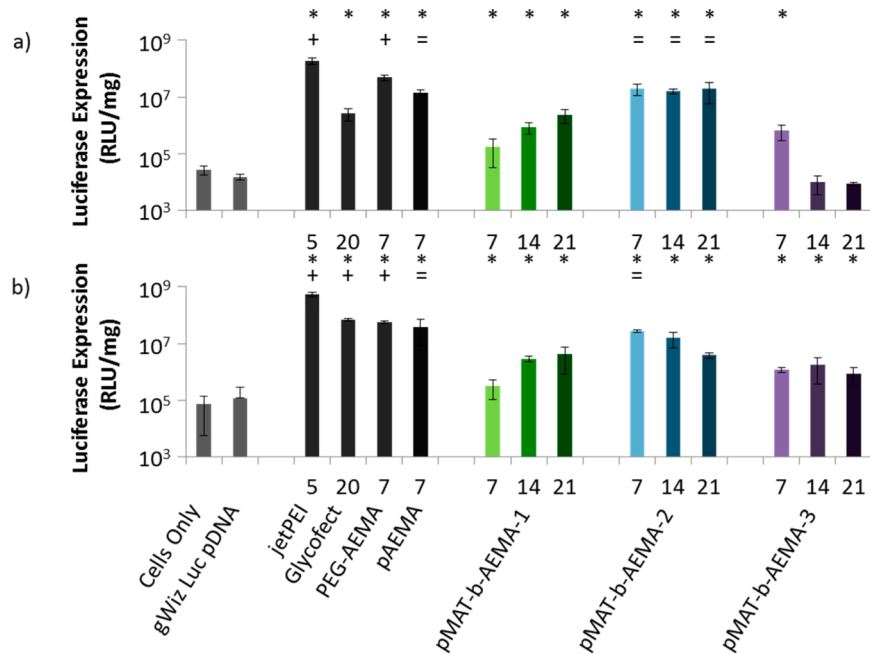 * * * * * * * * * * *
+ + = = = =
a)
Luciferase Expression
(RLU/mg)
10⁹
10⁷
10⁵
10³
5 20 7 7 7 14 21 7 14 21 7 14 21
* * * * * * * * * * * * *
+ + + = =
b)
Luciferase Expression
(RLU/mg)
10⁹
10⁷
10⁵
10³
5 20 7 7 7 14 21 7 14 21 7 14 21
Cells Only
gWiz Luc pDNA
jetPEI
Glycofect
PEG-AEMA
pAEMA
pMAT-b-AEMA-1
pMAT-b-AEMA-2
pMAT-b-AEMA-3